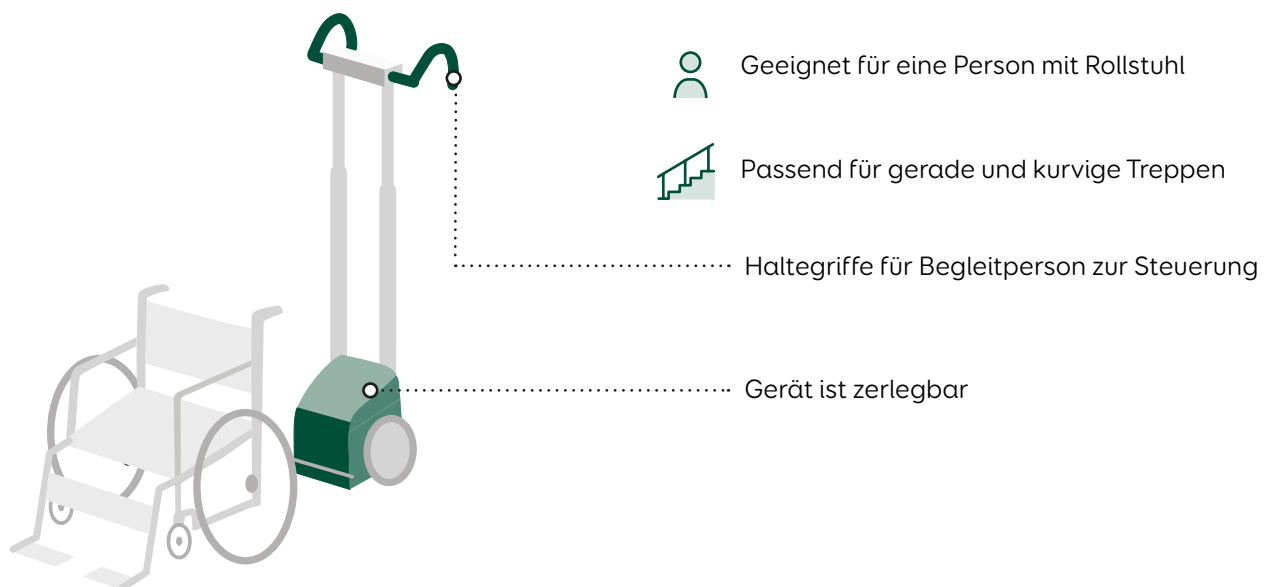 Geeignet für eine Person mit Rollstuhl
Passend für gerade und kurvige Treppen
Haltegriffe für Begleitperson zur Steuerung
Gerät ist zerlegbar